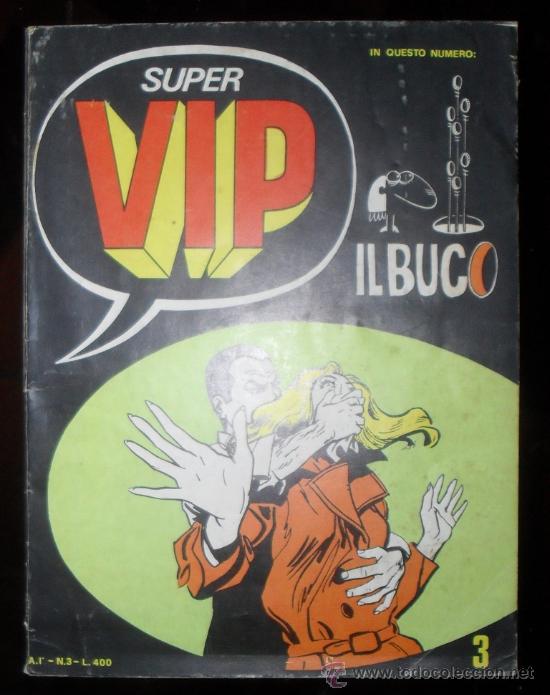 SUPER
VIP
IN QUESTO NUMERO:
IL BUCO
A.I° - N.3 - L. 400
3
www.todocoleccion.net